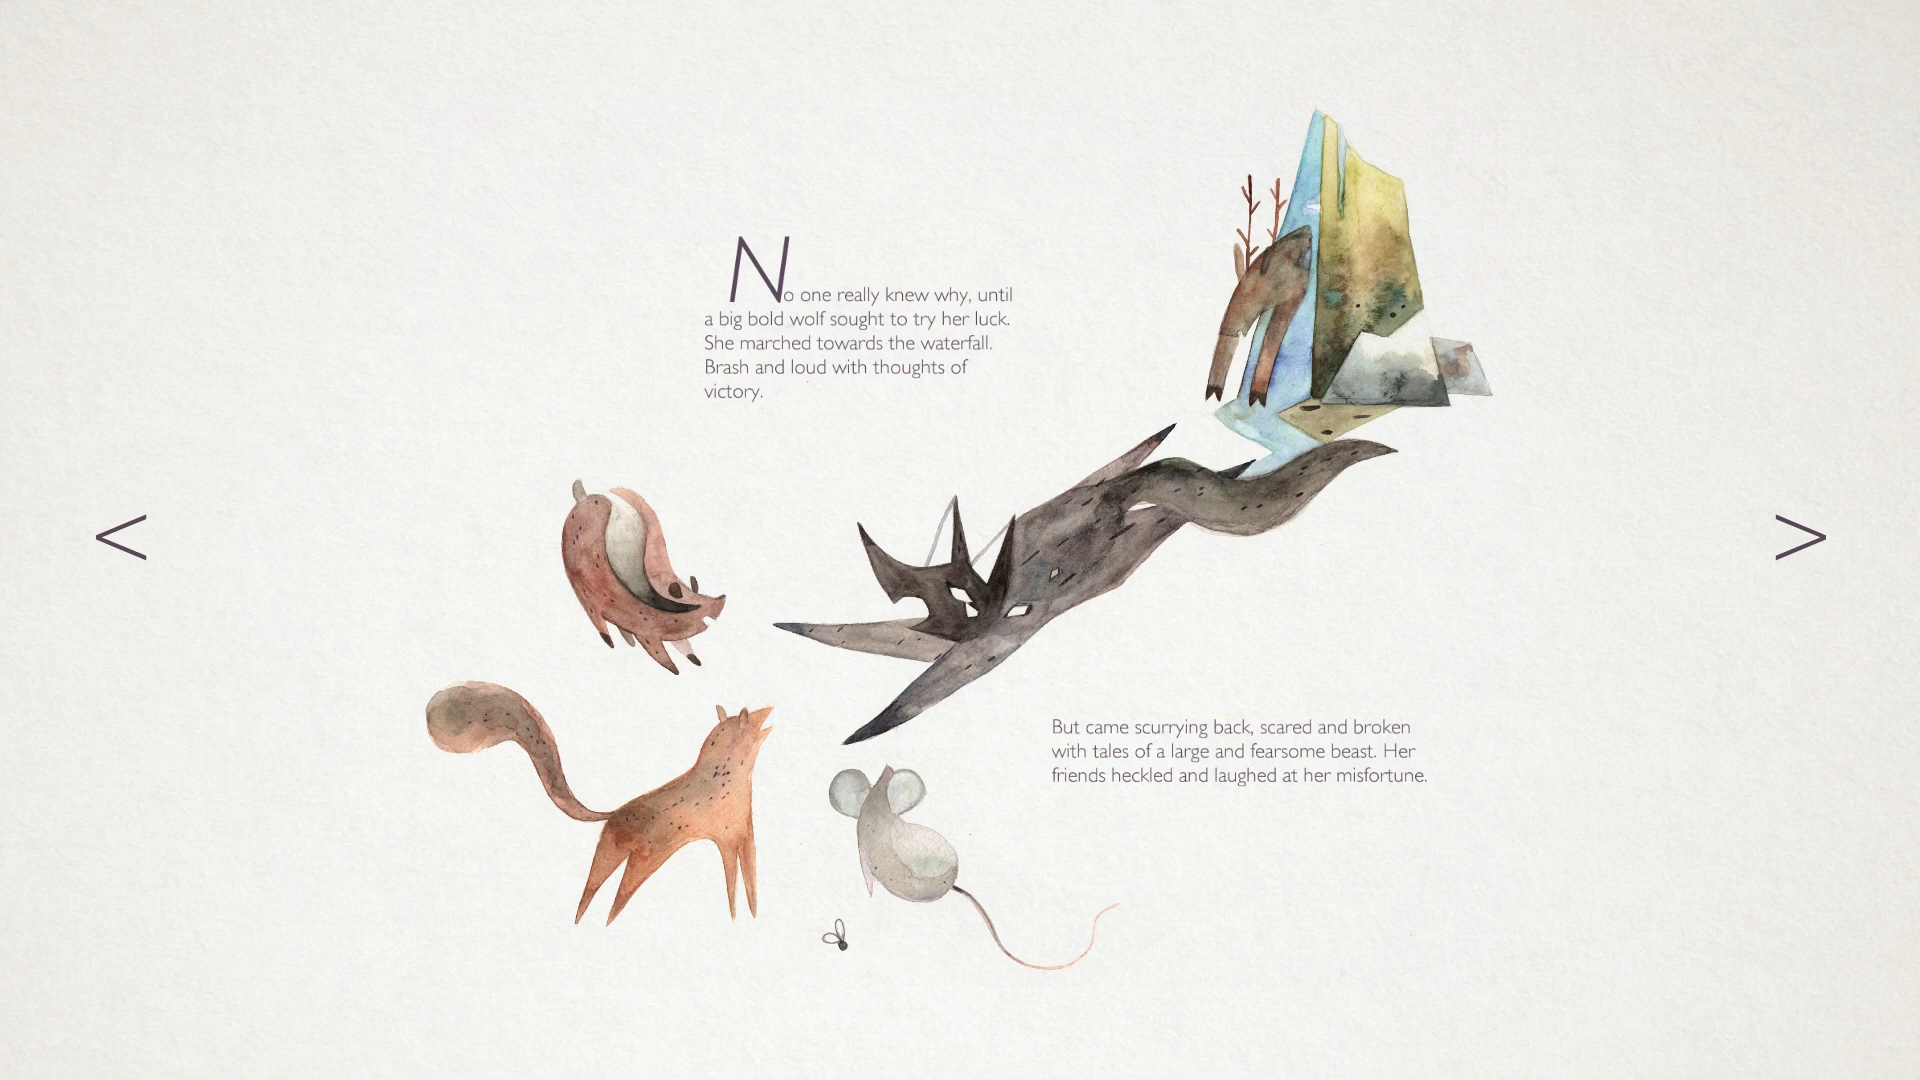 No one really knew why, until
a big bold wolf sought to try her luck.
She marched towards the waterfall.
Brash and loud with thoughts of
victory.
<
>
But came scurrying back, scared and broken
with tales of a large and fearsome beast. Her
friends heckled and laughed at her misfortune.